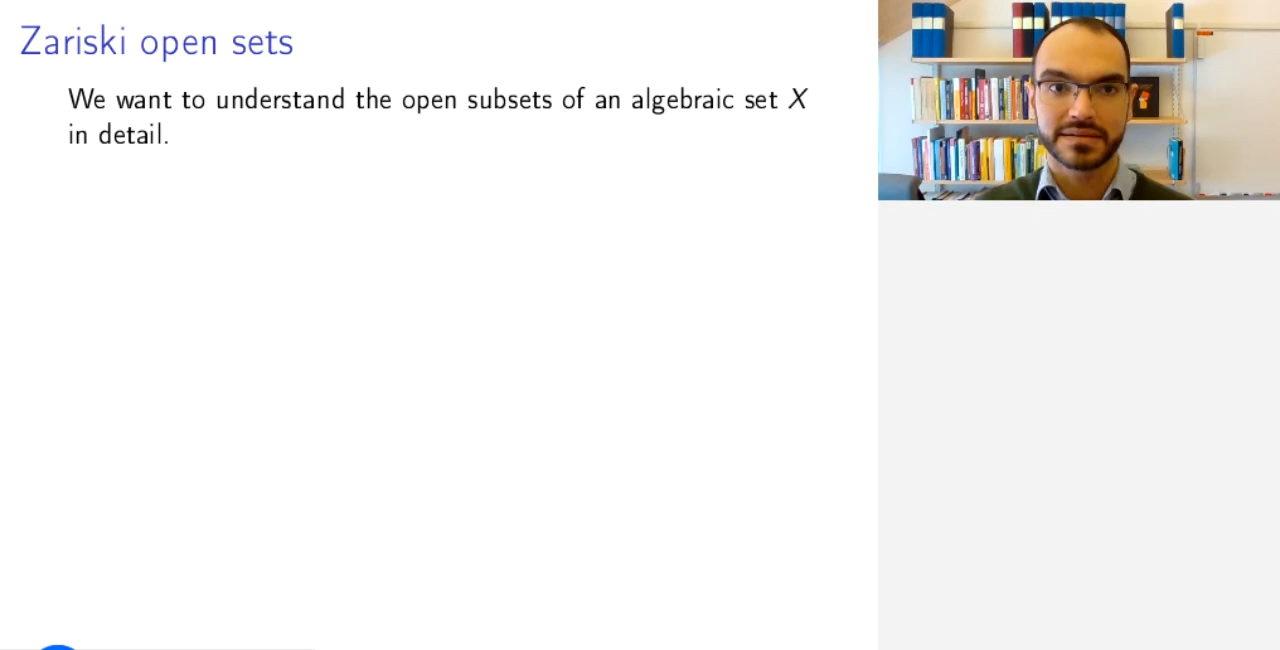 Zariski open sets
We want to understand the open subsets of an algebraic set X
in detail.